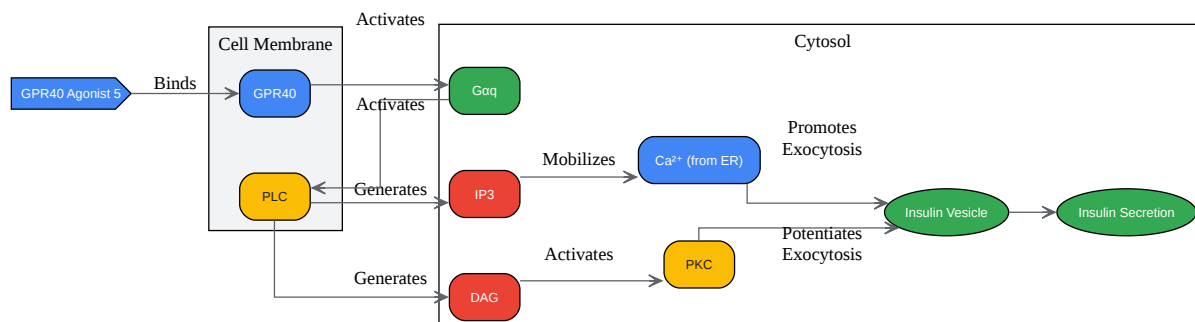 Activates
Cell Membrane
Cytosol
GPR40 Agonist 5
Binds
GPR40
Gαq
Activates
Promotes
Exocytosis
Mobilizes
Ca²⁺ (from ER)
PLC
Generates
IP3
Insulin Vesicle
Insulin Secretion
Potentiates
Exocytosis
Activates
PKC
Generates
DAG